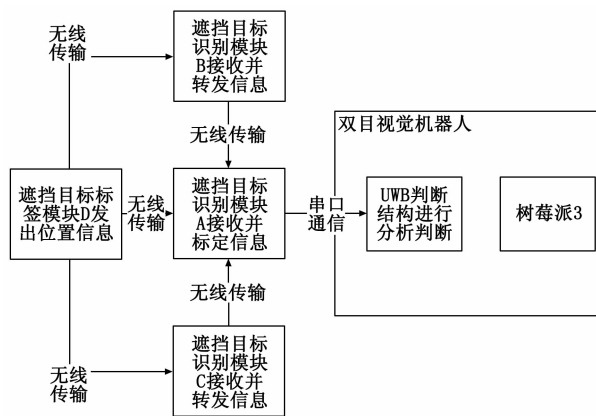 无线
传输
遮挡目标
识别模块
B接收并
转发信息
无线传输
双目视觉机器人
遮挡目标标
签模块D发
出位置信息
无线
传输
遮挡目标
识别模块
A接收并
标定信息
串口
通信
UWB判断
结构进行
分析判断
树莓派3
无线传输
无线
传输
遮挡目标
识别模块
C接收并
转发信息